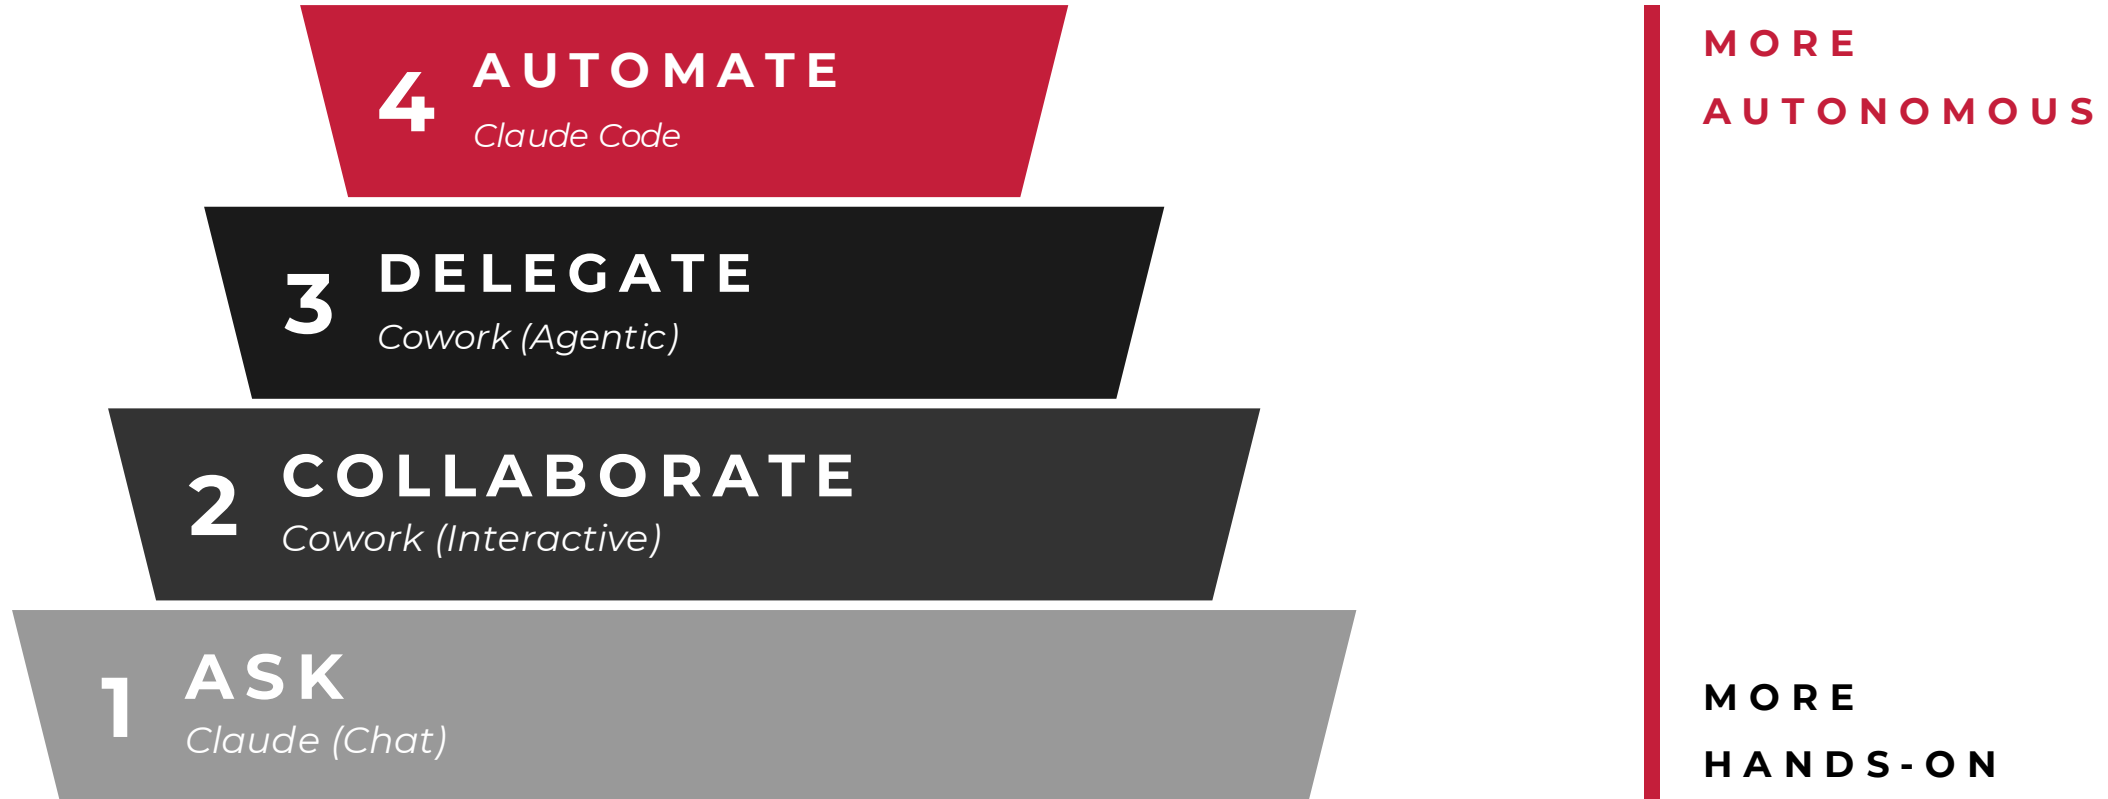 4
AUTOMATE
Claude Code
3
DELEGATE
Cowork (Agentic)
2
COLLABORATE
Cowork (Interactive)
1
ASK
Claude (Chat)
MORE
AUTONOMOUS
MORE
HANDS-ON